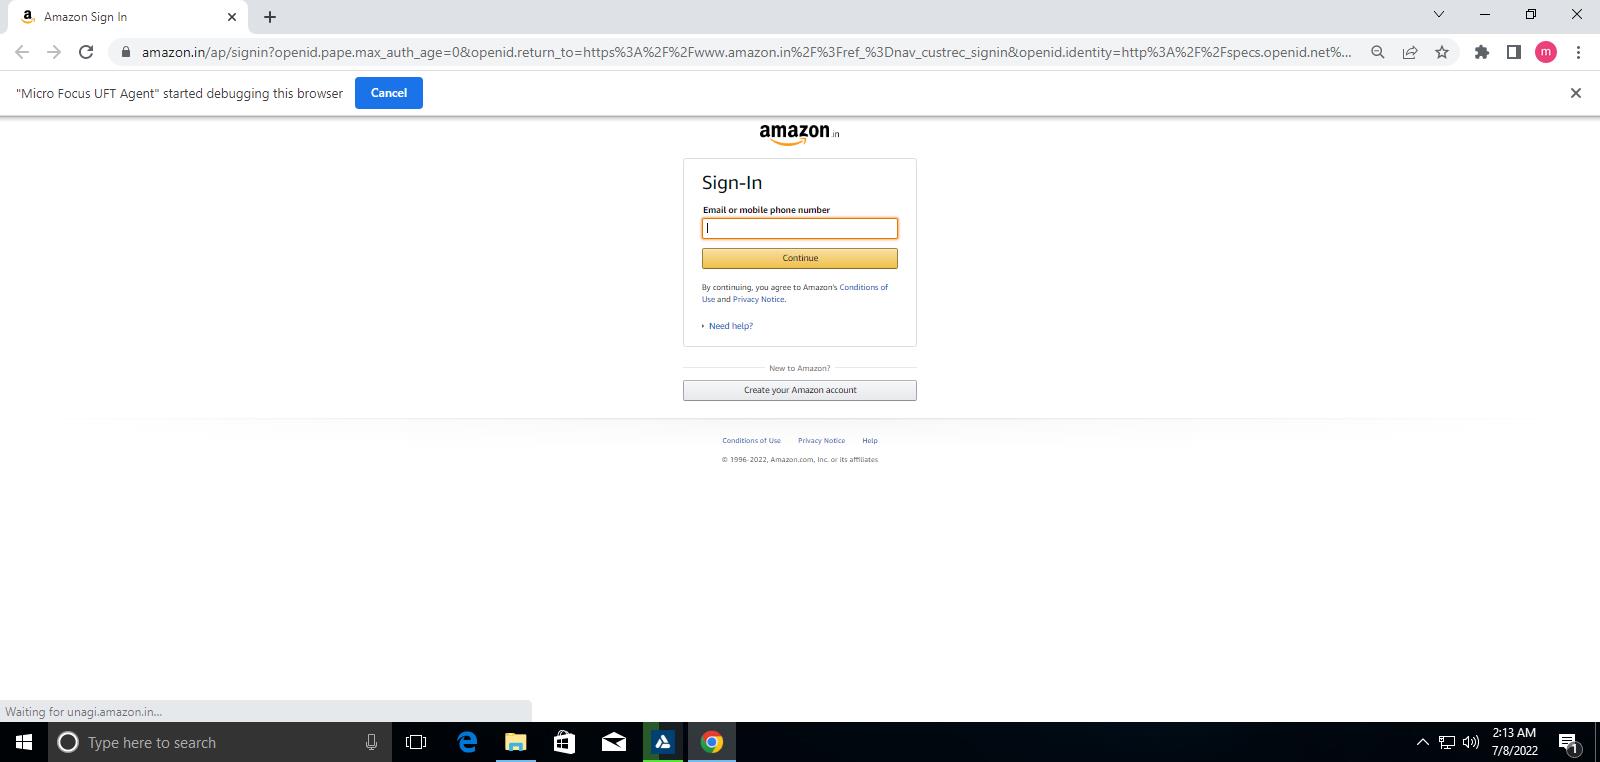 Amazon Sign In
amazon.in/ap/signin?openid.pape.max_auth_age=0&openid.return_to=https%3A%2F%2Fwww.amazon.in%2F%3Fref_%3Dnav_custrec_signin&openid.identity=http%3A%2F%2Fspecs.openid.net%...
m
"Micro Focus UFT Agent" started debugging this browser
Cancel
amazon.in
Sign-In
Email or mobile phone number
Continue
By continuing, you agree to Amazon's Conditions of
Use and Privacy Notice.
Need help?
New to Amazon?
Create your Amazon account
Conditions of Use Privacy Notice Help
© 1996-2022, Amazon.com, Inc. or its affiliates
Waiting for unagi.amazon.in...
Type here to search
2:13 AM
7/8/2022
1